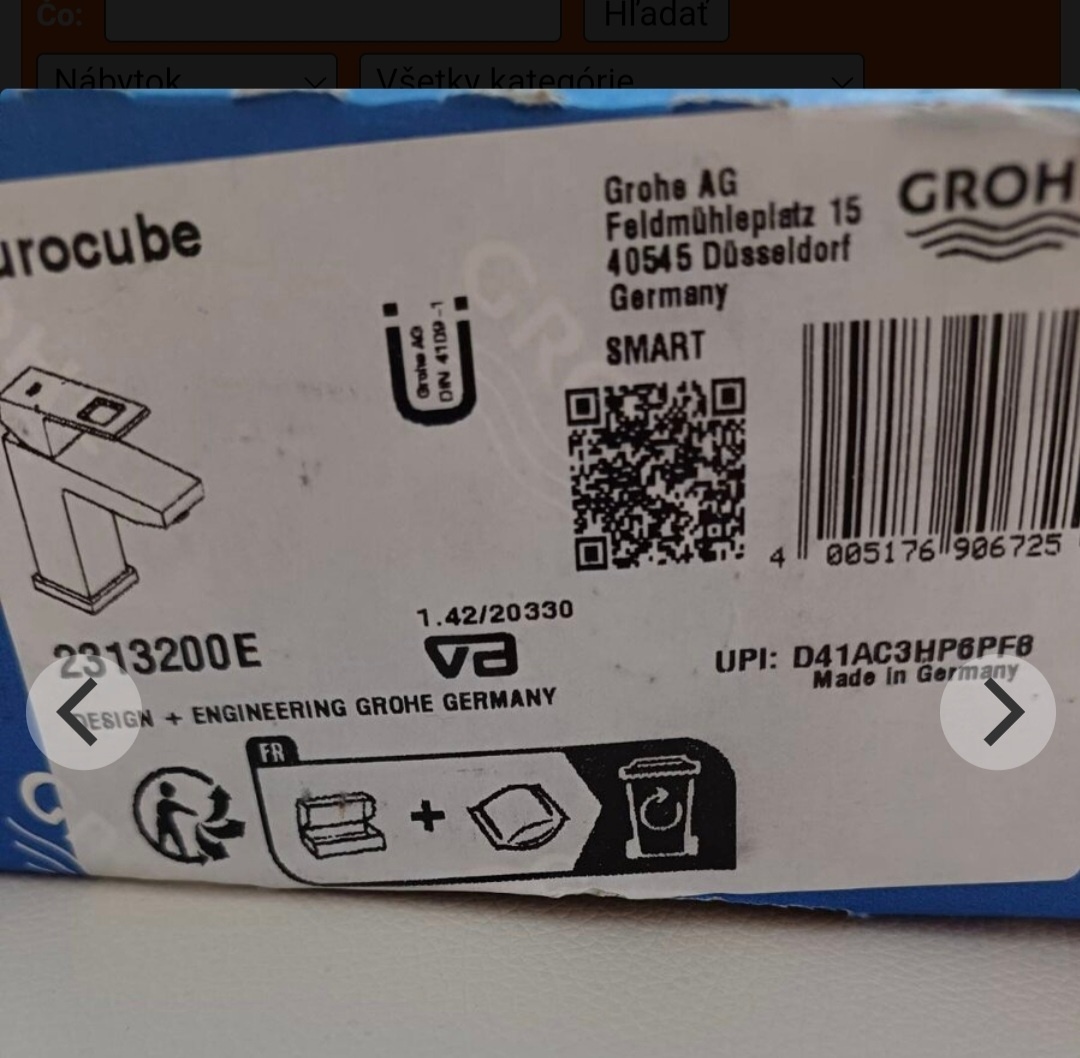 Čo:
Hľadať
Nábytok
Všetky kategórie
urocube
Grohe AG
Feldmühleplatz 15
40545 Düsseldorf
Germany
GROH
Grohe AG
DIN 4109-1
SMART
4 005176 906725
2313200E
1.42/20330
va
UPI: D41AC3HP6PF8
Made in Germany
DESIGN + ENGINEERING GROHE GERMANY
FR